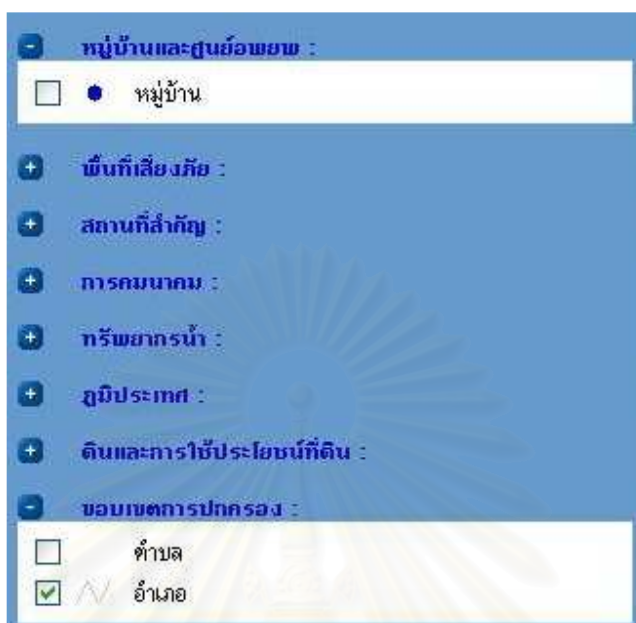 หมู่บ้านและศูนย์อพยพ :
หมู่บ้าน
พื้นที่เสี่ยงภัย :
สถานที่สำคัญ :
การคมนาคม :
ทรัพยากรน้ำ :
ภูมิประเทศ :
ดินและการใช้ประโยชน์ที่ดิน :
ขอบเขตการปกครอง :
ตำบล
อำเภอ